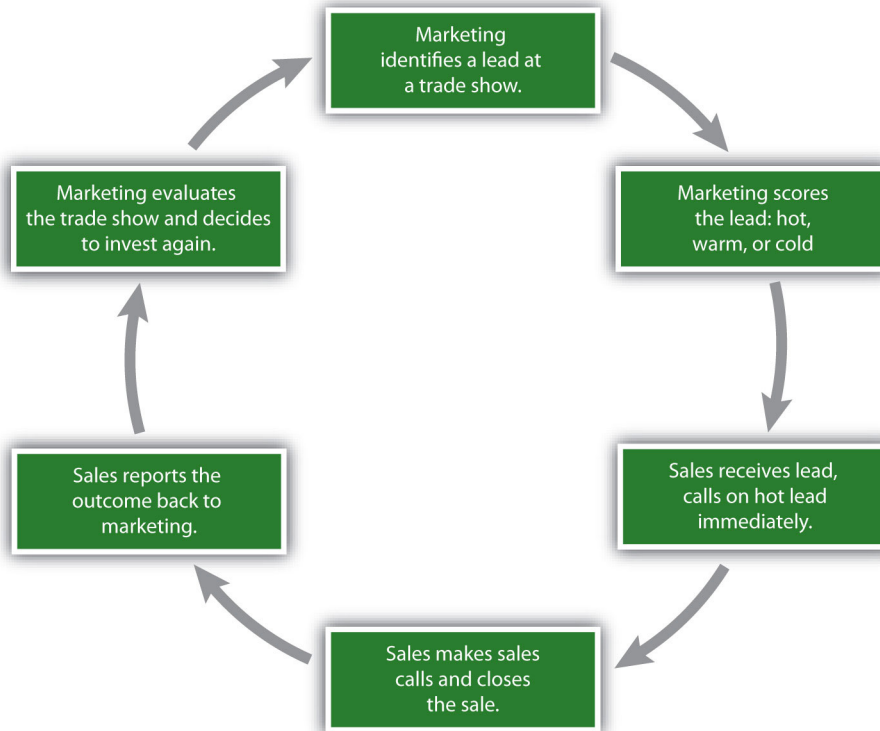 Marketing
identifies a lead at
a trade show.
Marketing scores
the lead: hot,
warm, or cold
Sales receives lead,
calls on hot lead
immediately.
Sales makes sales
calls and closes
the sale.
Sales reports the
outcome back to
marketing.
Marketing evaluates
the trade show and decides
to invest again.